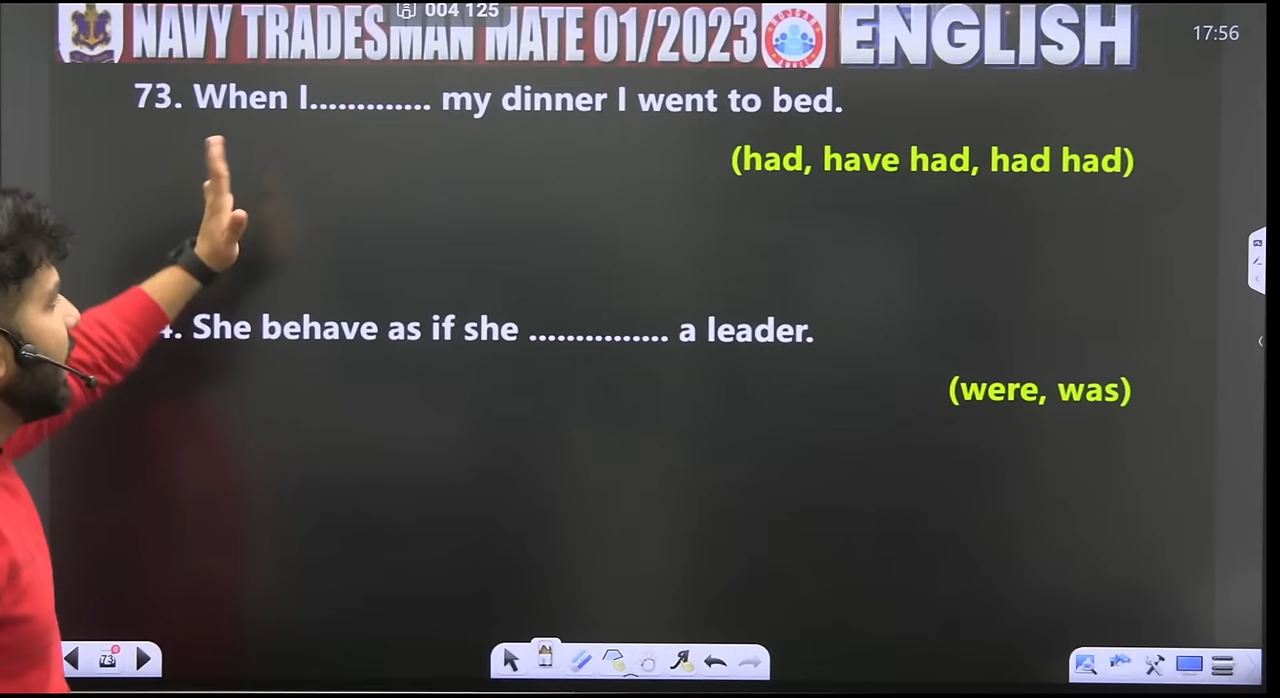 004 125
NAVY TRADESMAN MATE 01/2023 ENGLISH
17:56
73. When I............. my dinner I went to bed.
(had, have had, had had)
4. She behave as if she ............... a leader.
(were, was)
73